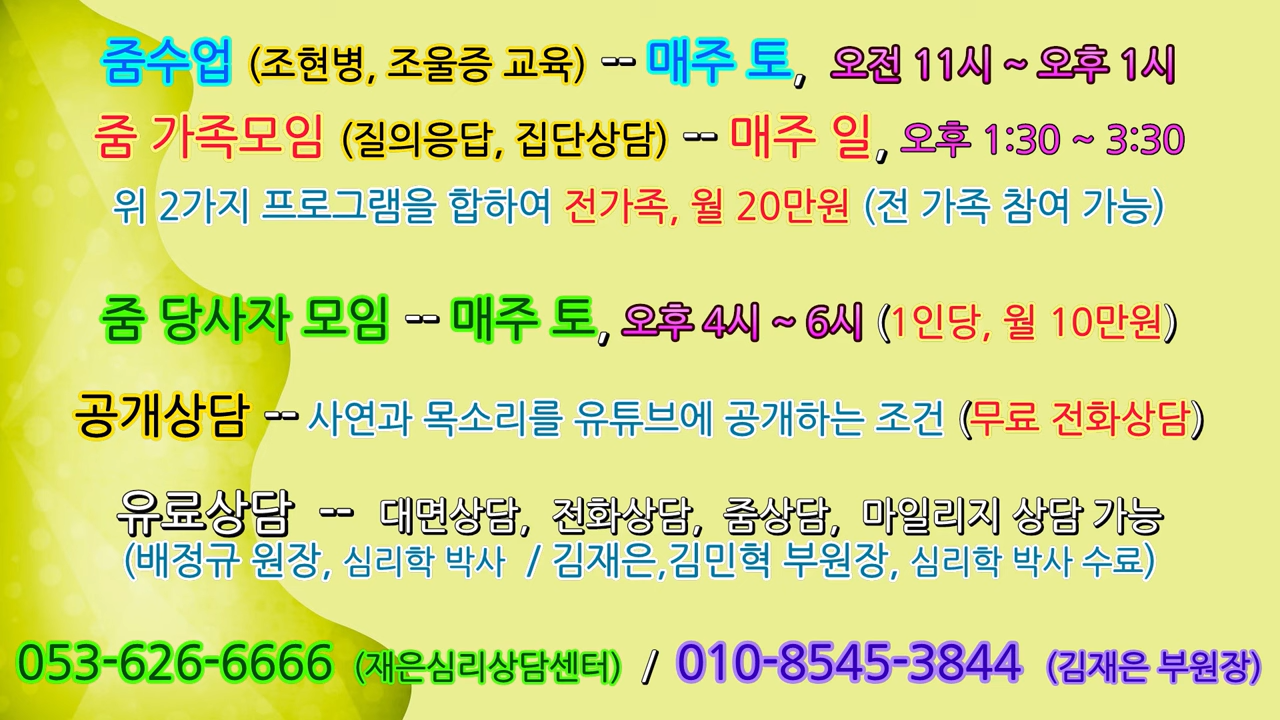 줌수업 (조현병, 조울증 교육) -- 매주 토, 오전 11시 ~ 오후 1시
줌 가족모임 (질의응답, 집단상담) -- 매주 일, 오후 1:30 ~ 3:30
위 2가지 프로그램을 합하여 전가족, 월 20만원 (전 가족 참여 가능)
줌 당사자 모임 -- 매주 토, 오후 4시 ~ 6시 (1인당, 월 10만원)
공개상담 -- 사연과 목소리를 유튜브에 공개하는 조건 (무료 전화상담)
유료상담 -- 대면상담, 전화상담, 줌상담, 마일리지 상담 가능
(배정규 원장, 심리학 박사 / 김재은,김민혁 부원장, 심리학 박사 수료)
053-626-6666 (재은심리상담센터) / 010-8545-3844 (김재은 부원장)